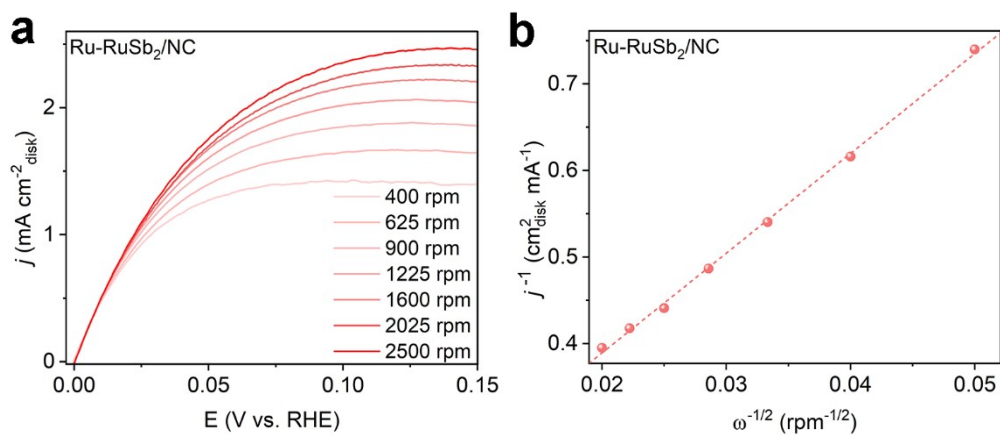 a
Ru-RuSb₂/NC
2
1
0
j (mA cm⁻²disk)
400 rpm
625 rpm
900 rpm
1225 rpm
1600 rpm
2025 rpm
2500 rpm
0.00 0.05 0.10 0.15
E (V vs. RHE)
b
Ru-RuSb₂/NC
0.7
0.6
0.5
0.4
j⁻¹ (cm²disk mA⁻¹)
0.02 0.03 0.04 0.05
ω⁻¹/² (rpm⁻¹/²)